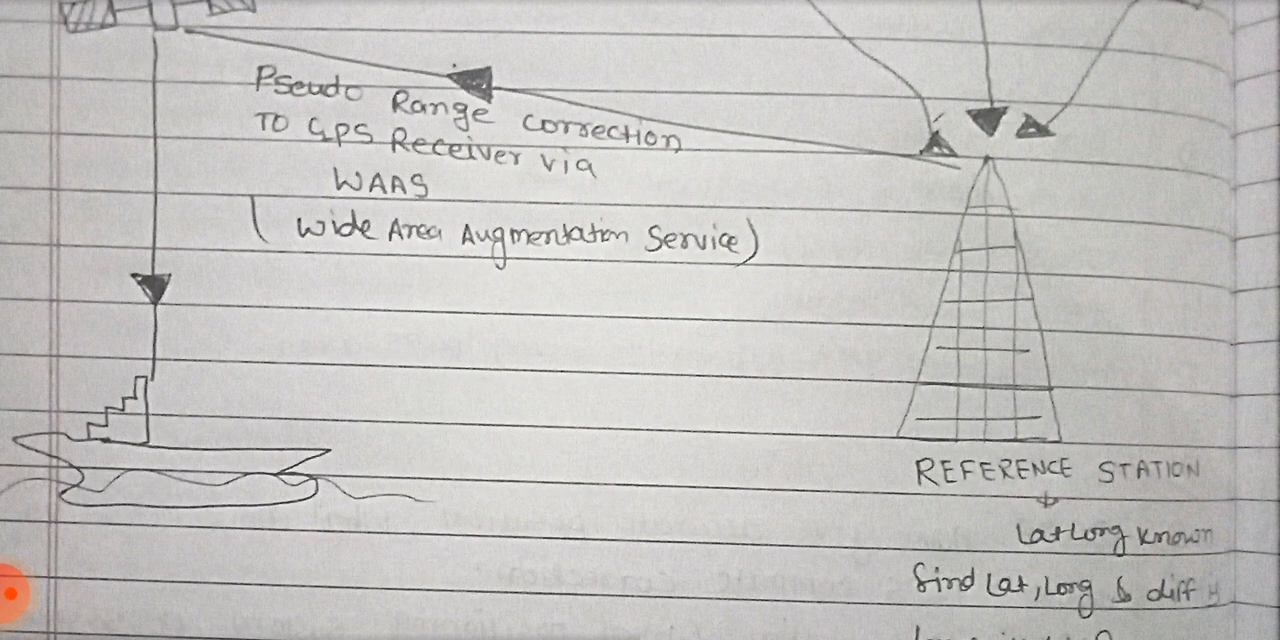 Pseudo Range correction
TO GPS Receiver via
WAAS
( Wide Area Augmentation Service )
REFERENCE STATION
Lat Long known
find Lat, Long & diff